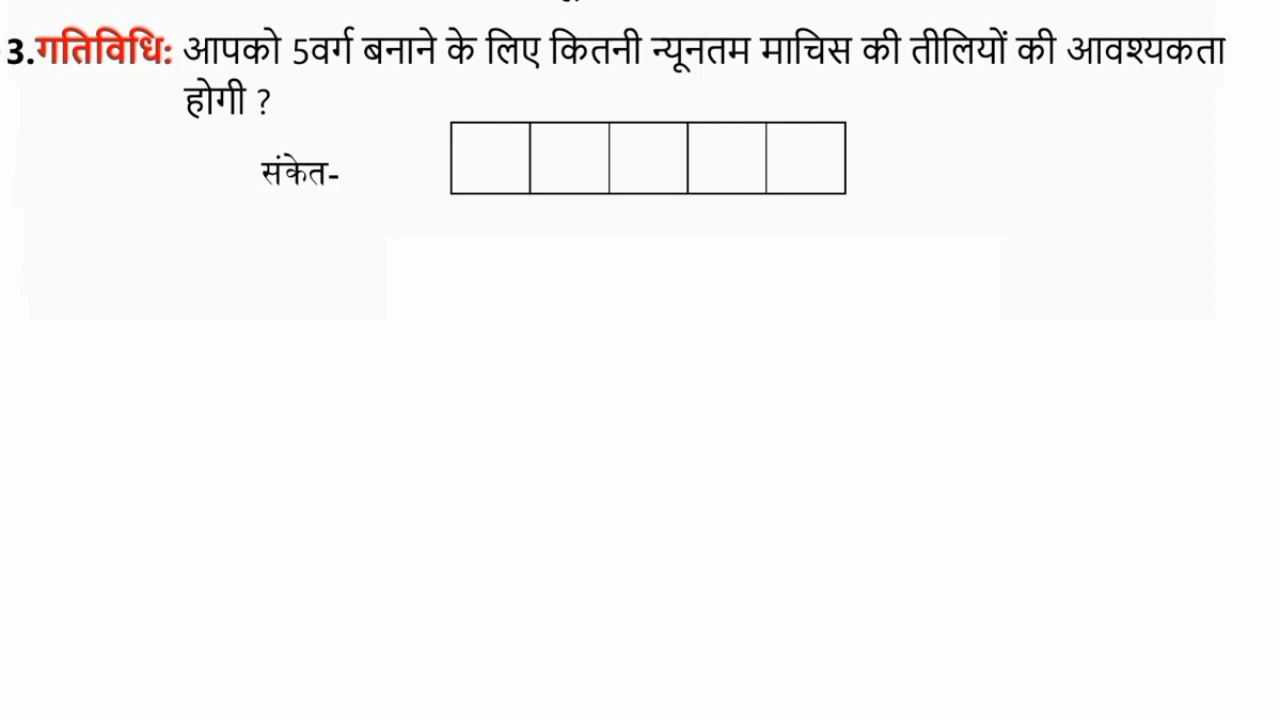 3.गतिविधि: आपको 5वर्ग बनाने के लिए कितनी न्यूनतम माचिस की तीलियों की आवश्यकता
होगी ?
संकेत-